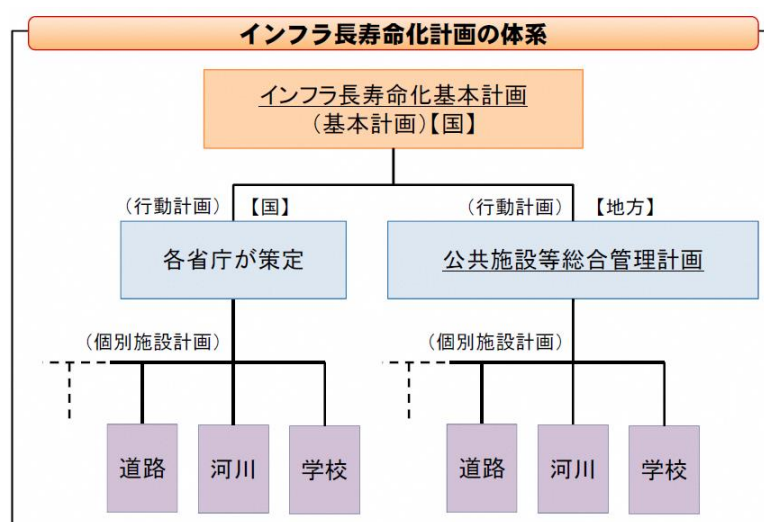 インフラ長寿命化計画の体系
インフラ長寿命化基本計画
(基本計画)【国】
(行動計画) 【国】
(行動計画) 【地方】
各省庁が策定
公共施設等総合管理計画
(個別施設計画)
(個別施設計画)
道路
河川
学校
道路
河川
学校